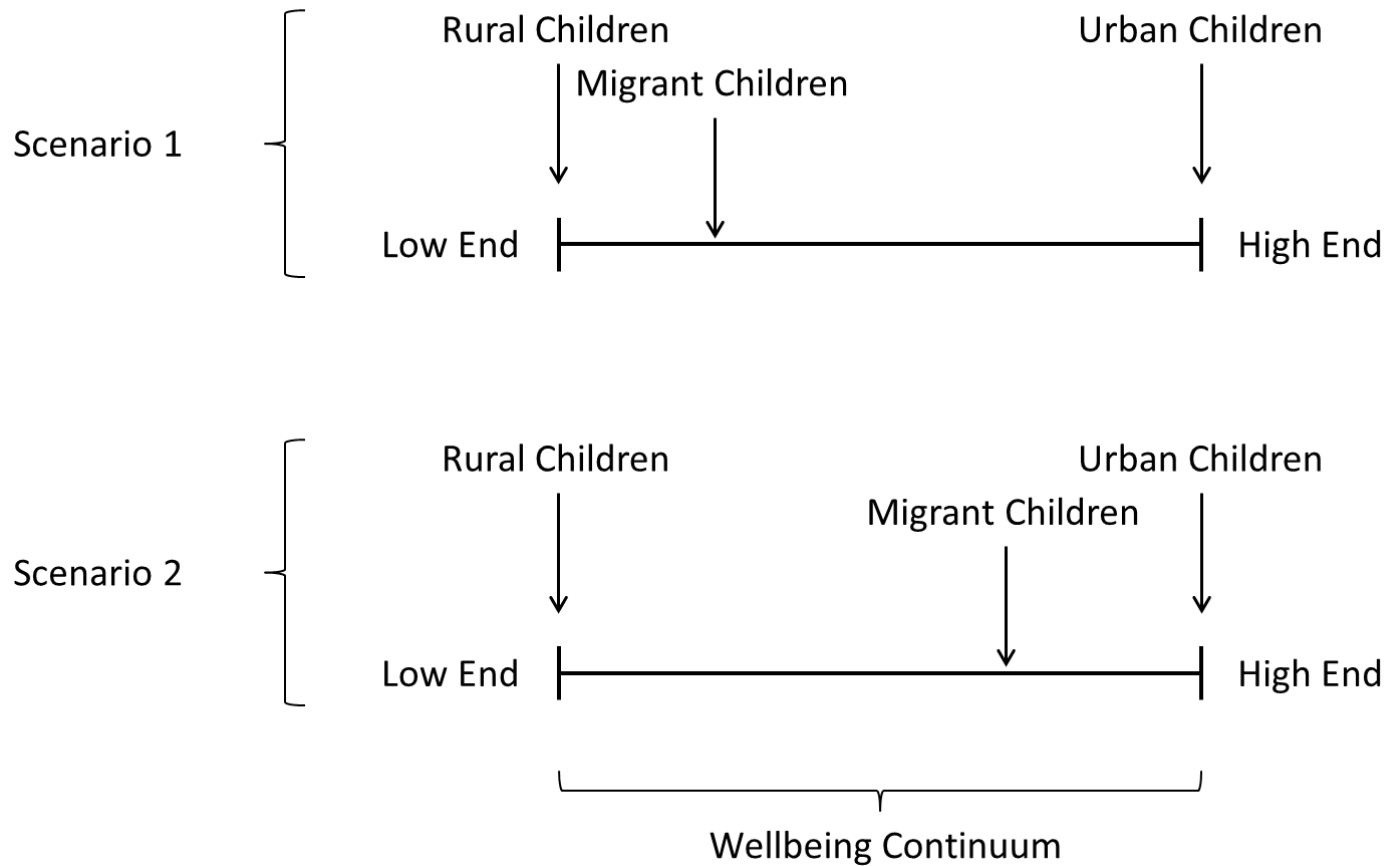 Rural Children
Urban Children
Migrant Children
Scenario 1
Low End
High End
Rural Children
Urban Children
Migrant Children
Scenario 2
Low End
High End
Wellbeing Continuum